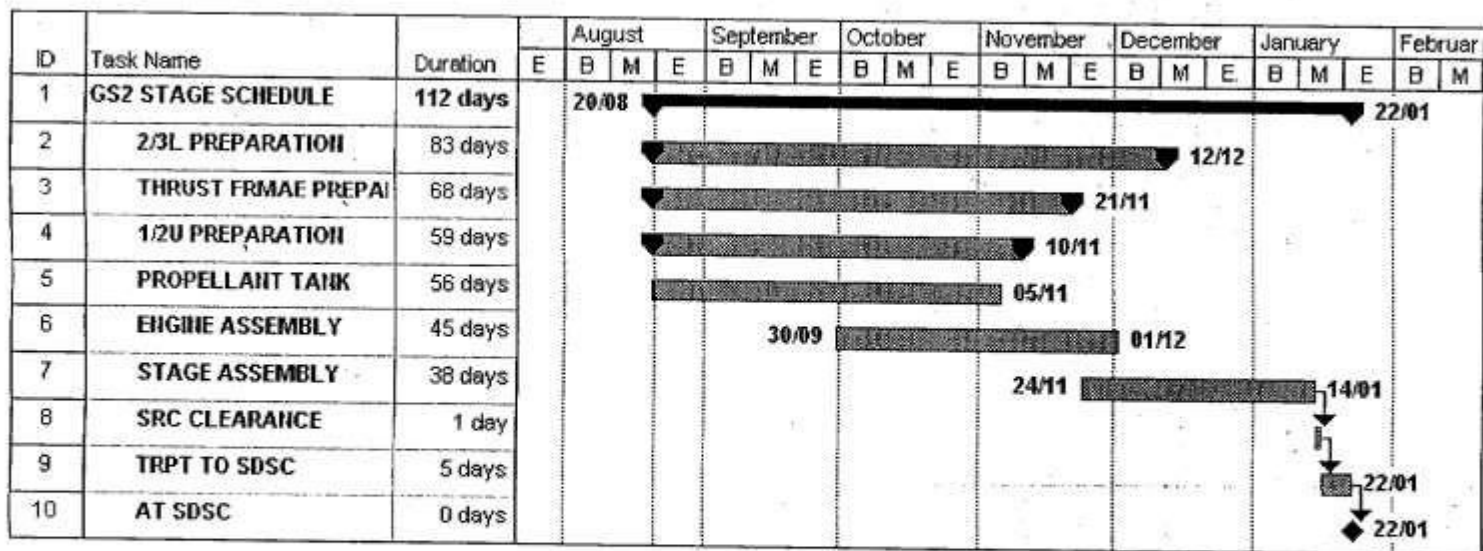 August September October November December January Februar
ID Task Name Duration E B M E B M E B M E B M E B M E B M E B M
1 GS2 STAGE SCHEDULE 112 days 20/08 22/01
2 2/3L PREPARATION 83 days 12/12
3 THRUST FRMAE PREPAI 68 days 21/11
4 1/2U PREPARATION 59 days 10/11
5 PROPELLANT TANK 56 days 05/11
6 ENGINE ASSEMBLY 45 days 30/09 01/12
7 STAGE ASSEMBLY 38 days 24/11 14/01
8 SRC CLEARANCE 1 day
9 TRPT TO SDSC 5 days 22/01
10 AT SDSC 0 days 22/01